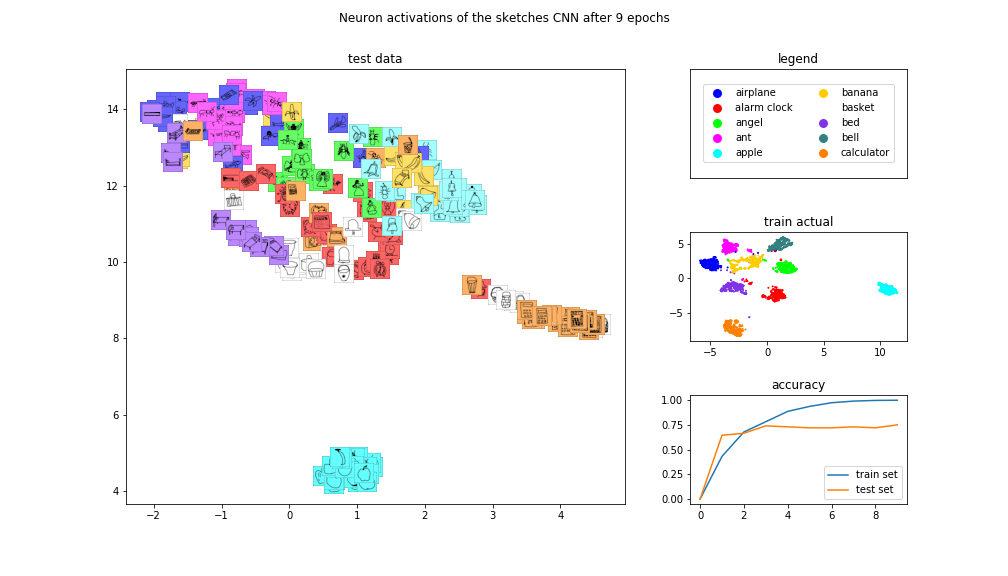 Neuron activations of the sketches CNN after 9 epochs
test data
14
12
10
8
6
4
−2
−1
0
1
2
3
4
legend
airplane
alarm clock
angel
ant
apple
banana
basket
bed
bell
calculator
train actual
5
0
−5
−5
0
5
10
accuracy
1.00
0.75
0.50
0.25
0.00
train set
test set
0
2
4
6
8